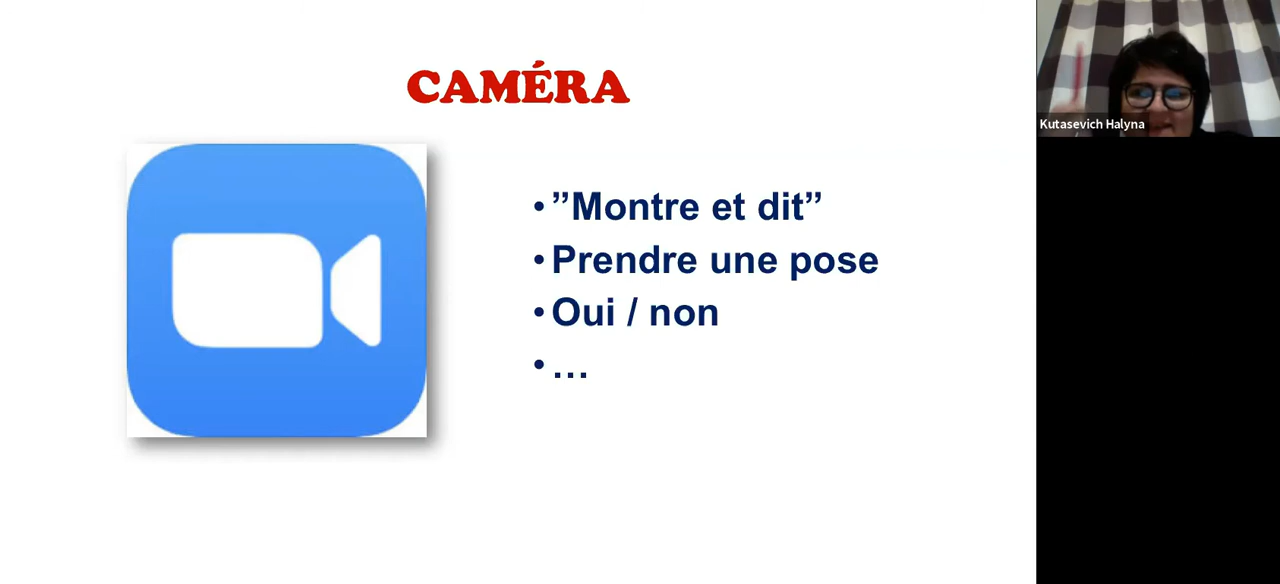 CAMÉRA
• ”Montre et dit”
• Prendre une pose
• Oui / non
• …
Kutasevich Halyna